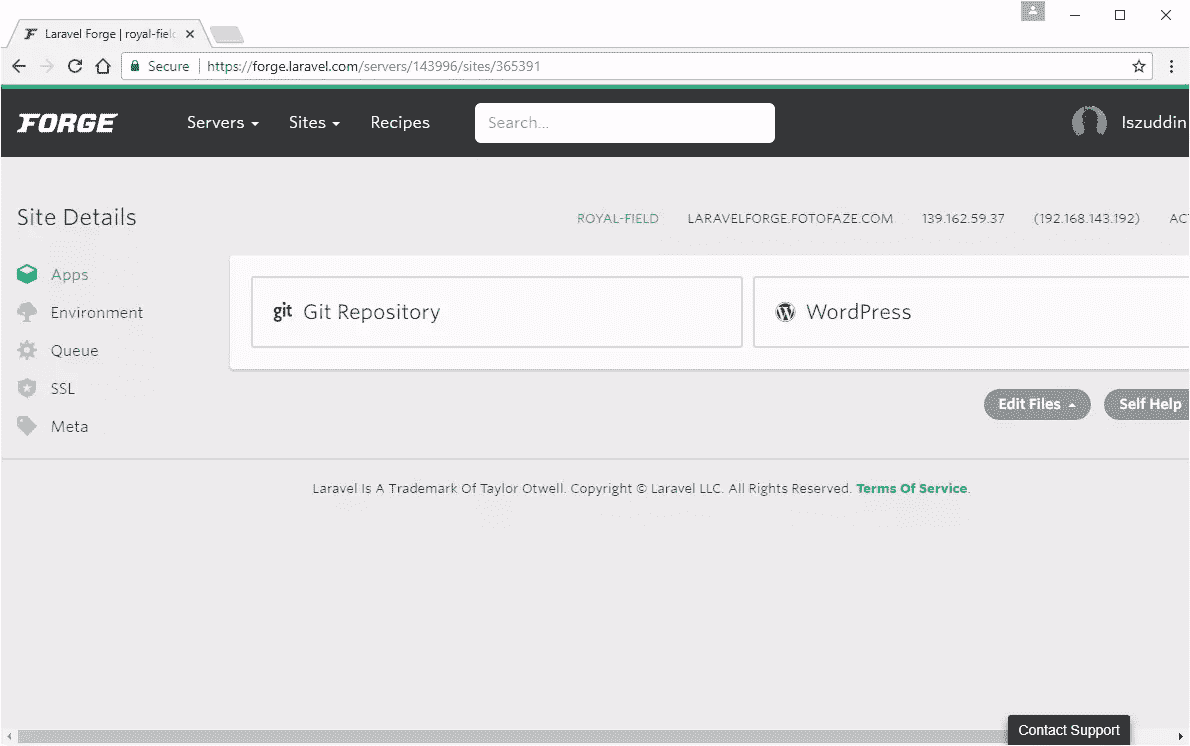 Laravel Forge | royal-fiel
Secure https://forge.laravel.com/servers/143996/sites/365391
FORGE Servers Sites Recipes Search... Iszuddin
Site Details ROYAL-FIELD LARAVELFORGE.FOTOFAZE.COM 139.162.59.37 (192.168.143.192) ACT
Apps
git Git Repository WordPress
Environment
Queue
SSL
Edit Files Self Help
Meta
Laravel Is A Trademark Of Taylor Otwell. Copyright © Laravel LLC. All Rights Reserved. Terms Of Service.
Contact Support